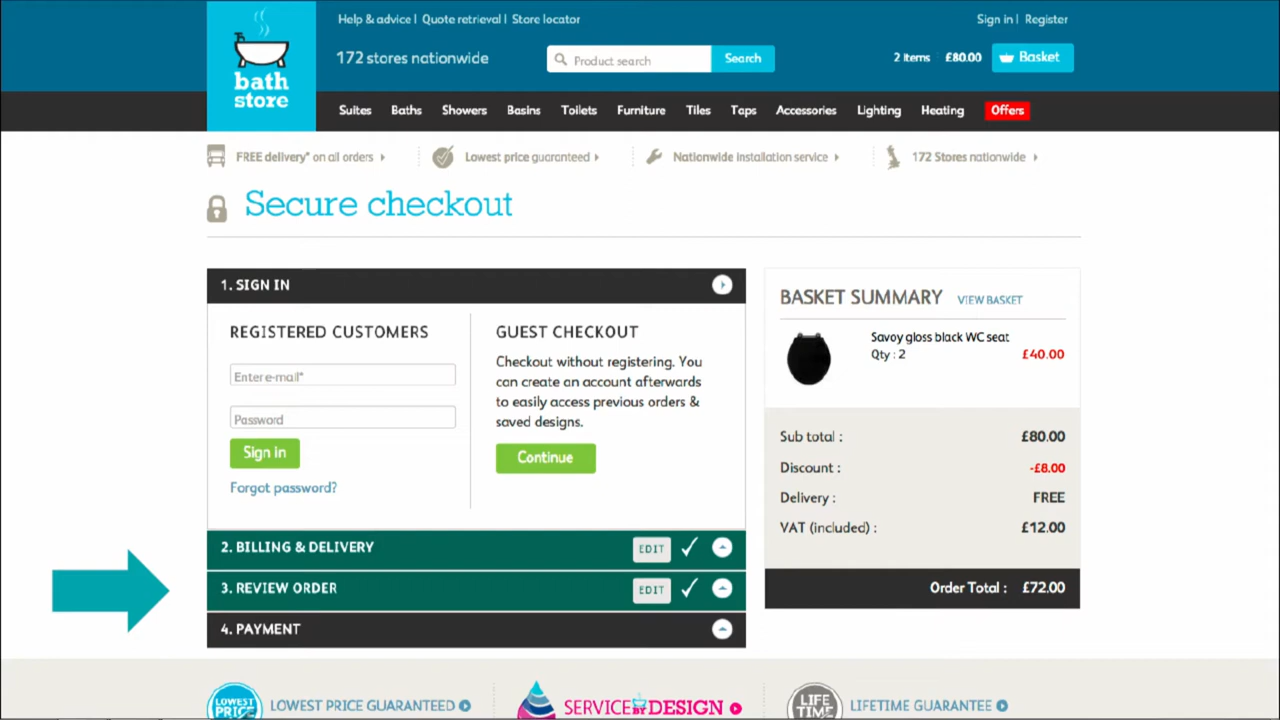 Help & advice | Quote retrieval | Store locator
Sign in | Register
bath
store
172 stores nationwide
Product search
Search
2 items £80.00 Basket
Suites Baths Showers Basins Toilets Furniture Tiles Taps Accessories Lighting Heating Offers
FREE delivery* on all orders
Lowest price guaranteed
Nationwide installation service
172 Stores nationwide
Secure checkout
1. SIGN IN
REGISTERED CUSTOMERS
Enter e-mail*
Password
Sign in
Forgot password?
GUEST CHECKOUT
Checkout without registering. You
can create an account afterwards
to easily access previous orders &
saved designs.
Continue
2. BILLING & DELIVERY EDIT
3. REVIEW ORDER EDIT
4. PAYMENT
BASKET SUMMARY VIEW BASKET
Savoy gloss black WC seat
Qty : 2 £40.00
Sub total : £80.00
Discount : -£8.00
Delivery : FREE
VAT (included) : £12.00
Order Total : £72.00
LOWEST
PRICE
LOWEST PRICE GUARANTEED
SERVICE BY DESIGN
LIFE
TIME
LIFETIME GUARANTEE